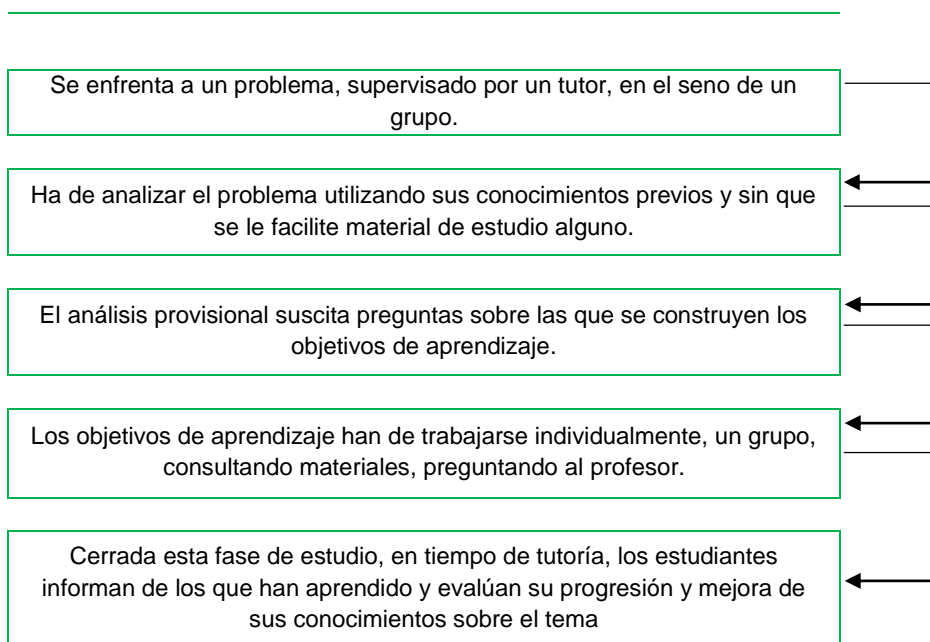 Se enfrenta a un problema, supervisado por un tutor, en el seno de un
grupo.
Ha de analizar el problema utilizando sus conocimientos previos y sin que
se le facilite material de estudio alguno.
El análisis provisional suscita preguntas sobre las que se construyen los
objetivos de aprendizaje.
Los objetivos de aprendizaje han de trabajarse individualmente, un grupo,
consultando materiales, preguntando al profesor.
Cerrada esta fase de estudio, en tiempo de tutoría, los estudiantes
informan de los que han aprendido y evalúan su progresión y mejora de
sus conocimientos sobre el tema